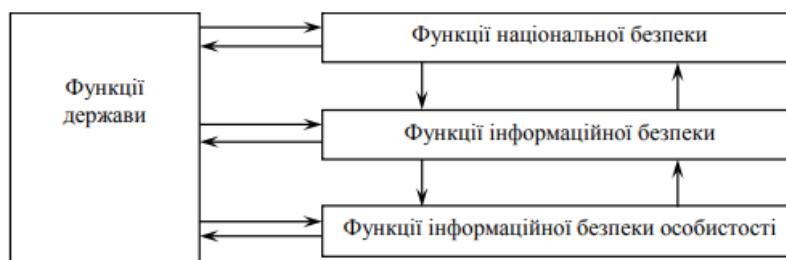 Функції
держави
Функції національної безпеки
Функції інформаційної безпеки
Функції інформаційної безпеки особистості